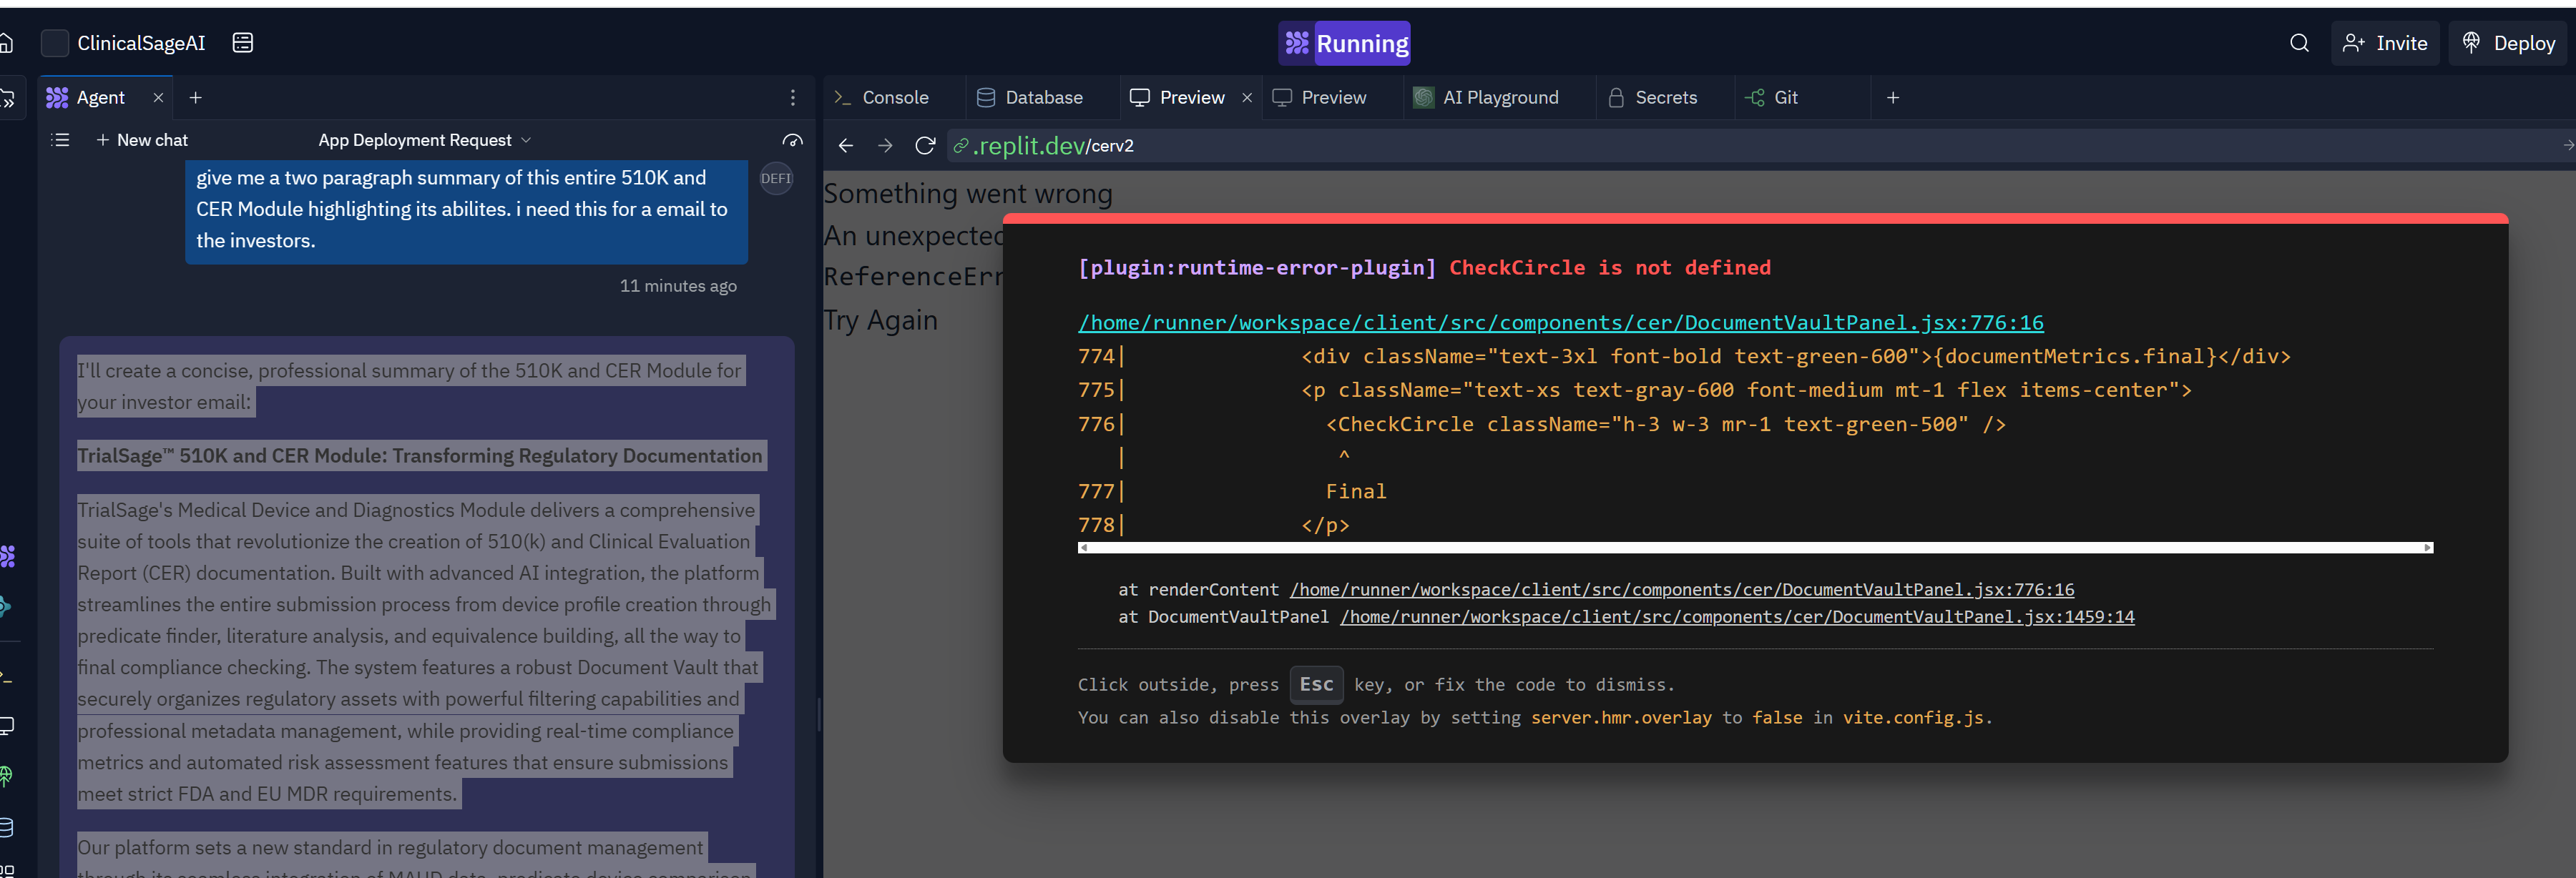 ClinicalSageAI
Running
Invite
Deploy
Agent
New chat
App Deployment Request
give me a two paragraph summary of this entire 510K and
CER Module highlighting its abilites. i need this for a email to
the investors.
DEFI
11 minutes ago
I'll create a concise, professional summary of the 510K and CER Module for
your investor email:
TrialSage™ 510K and CER Module: Transforming Regulatory Documentation
TrialSage's Medical Device and Diagnostics Module delivers a comprehensive
suite of tools that revolutionize the creation of 510(k) and Clinical Evaluation
Report (CER) documentation. Built with advanced AI integration, the platform
streamlines the entire submission process from device profile creation through
predicate finder, literature analysis, and equivalence building, all the way to
final compliance checking. The system features a robust Document Vault that
securely organizes regulatory assets with powerful filtering capabilities and
professional metadata management, while providing real-time compliance
metrics and automated risk assessment features that ensure submissions
meet strict FDA and EU MDR requirements.
Our platform sets a new standard in regulatory document management
through its seamless integration of MAUD data, predicate device comparison
Console
Database
Preview
Preview
AI Playground
Secrets
Git
.replit.dev/cerv2
Something went wrong
An unexpected
ReferenceErr
Try Again
[plugin:runtime-error-plugin] CheckCircle is not defined
/home/runner/workspace/client/src/components/cer/DocumentVaultPanel.jsx:776:16
774| <div className="text-3xl font-bold text-green-600">{documentMetrics.final}</div>
775| <p className="text-xs text-gray-600 font-medium mt-1 flex items-center">
776| <CheckCircle className="h-3 w-3 mr-1 text-green-500" />
| ^
777| Final
778| </p>
at renderContent /home/runner/workspace/client/src/components/cer/DocumentVaultPanel.jsx:776:16
at DocumentVaultPanel /home/runner/workspace/client/src/components/cer/DocumentVaultPanel.jsx:1459:14
Click outside, press Esc key, or fix the code to dismiss.
You can also disable this overlay by setting server.hmr.overlay to false in vite.config.js.